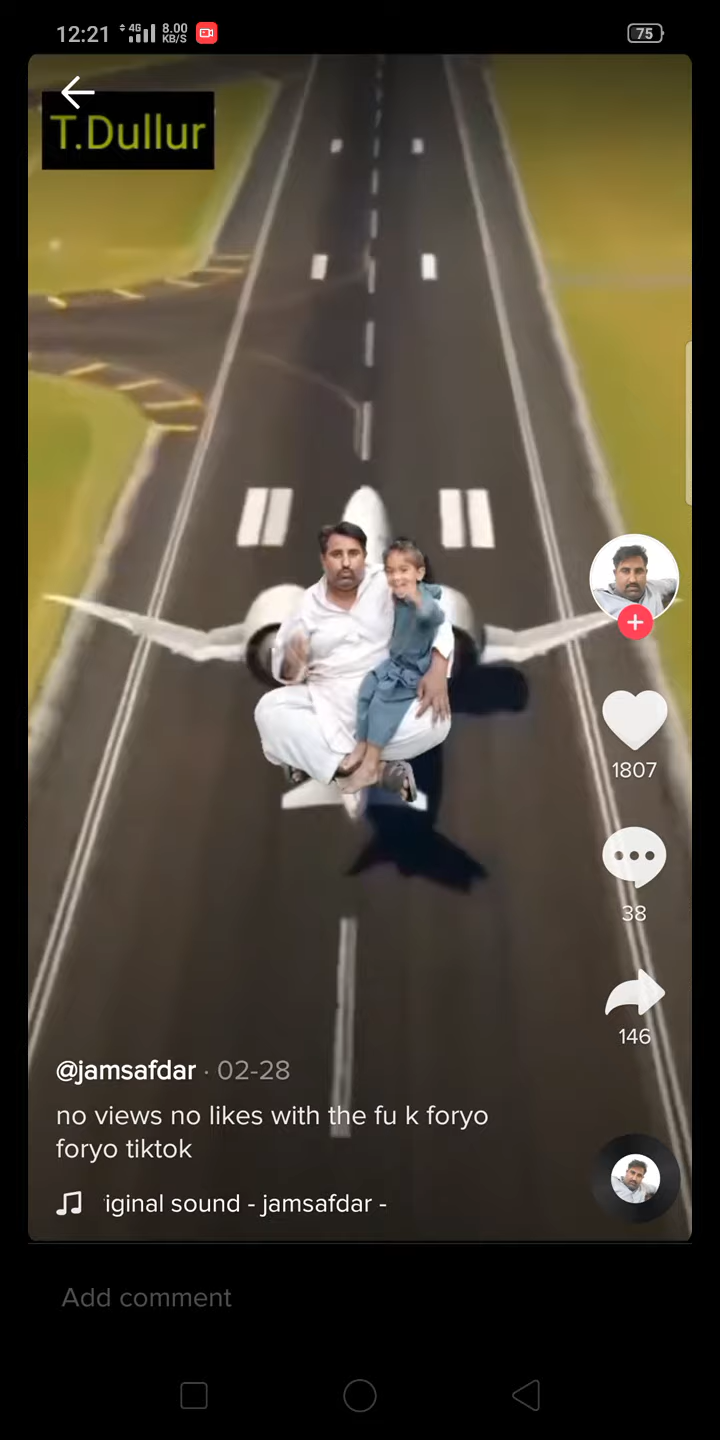 12:21 4G 8.00 KB/S 75
T.Dullur
1807
38
146
@jamsafdar · 02-28
no views no likes with the fu k foryo
foryo tiktok
iginal sound - jamsafdar -
Add comment